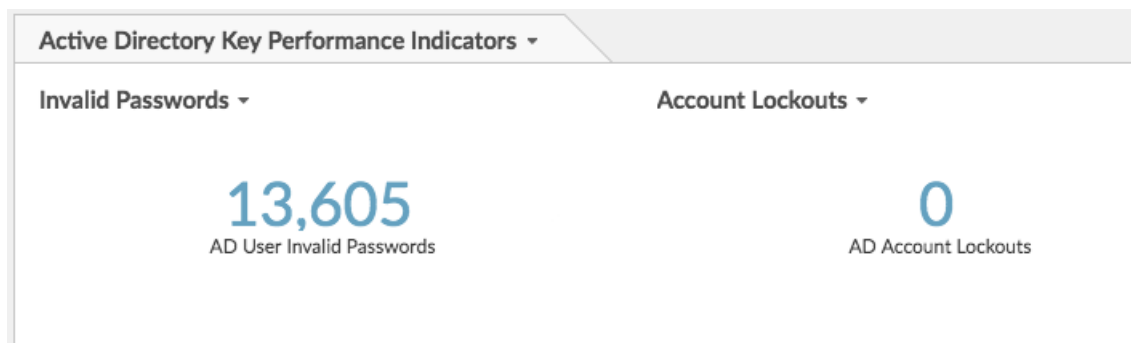 Active Directory Key Performance Indicators
Invalid Passwords
Account Lockouts
13,605
AD User Invalid Passwords
0
AD Account Lockouts